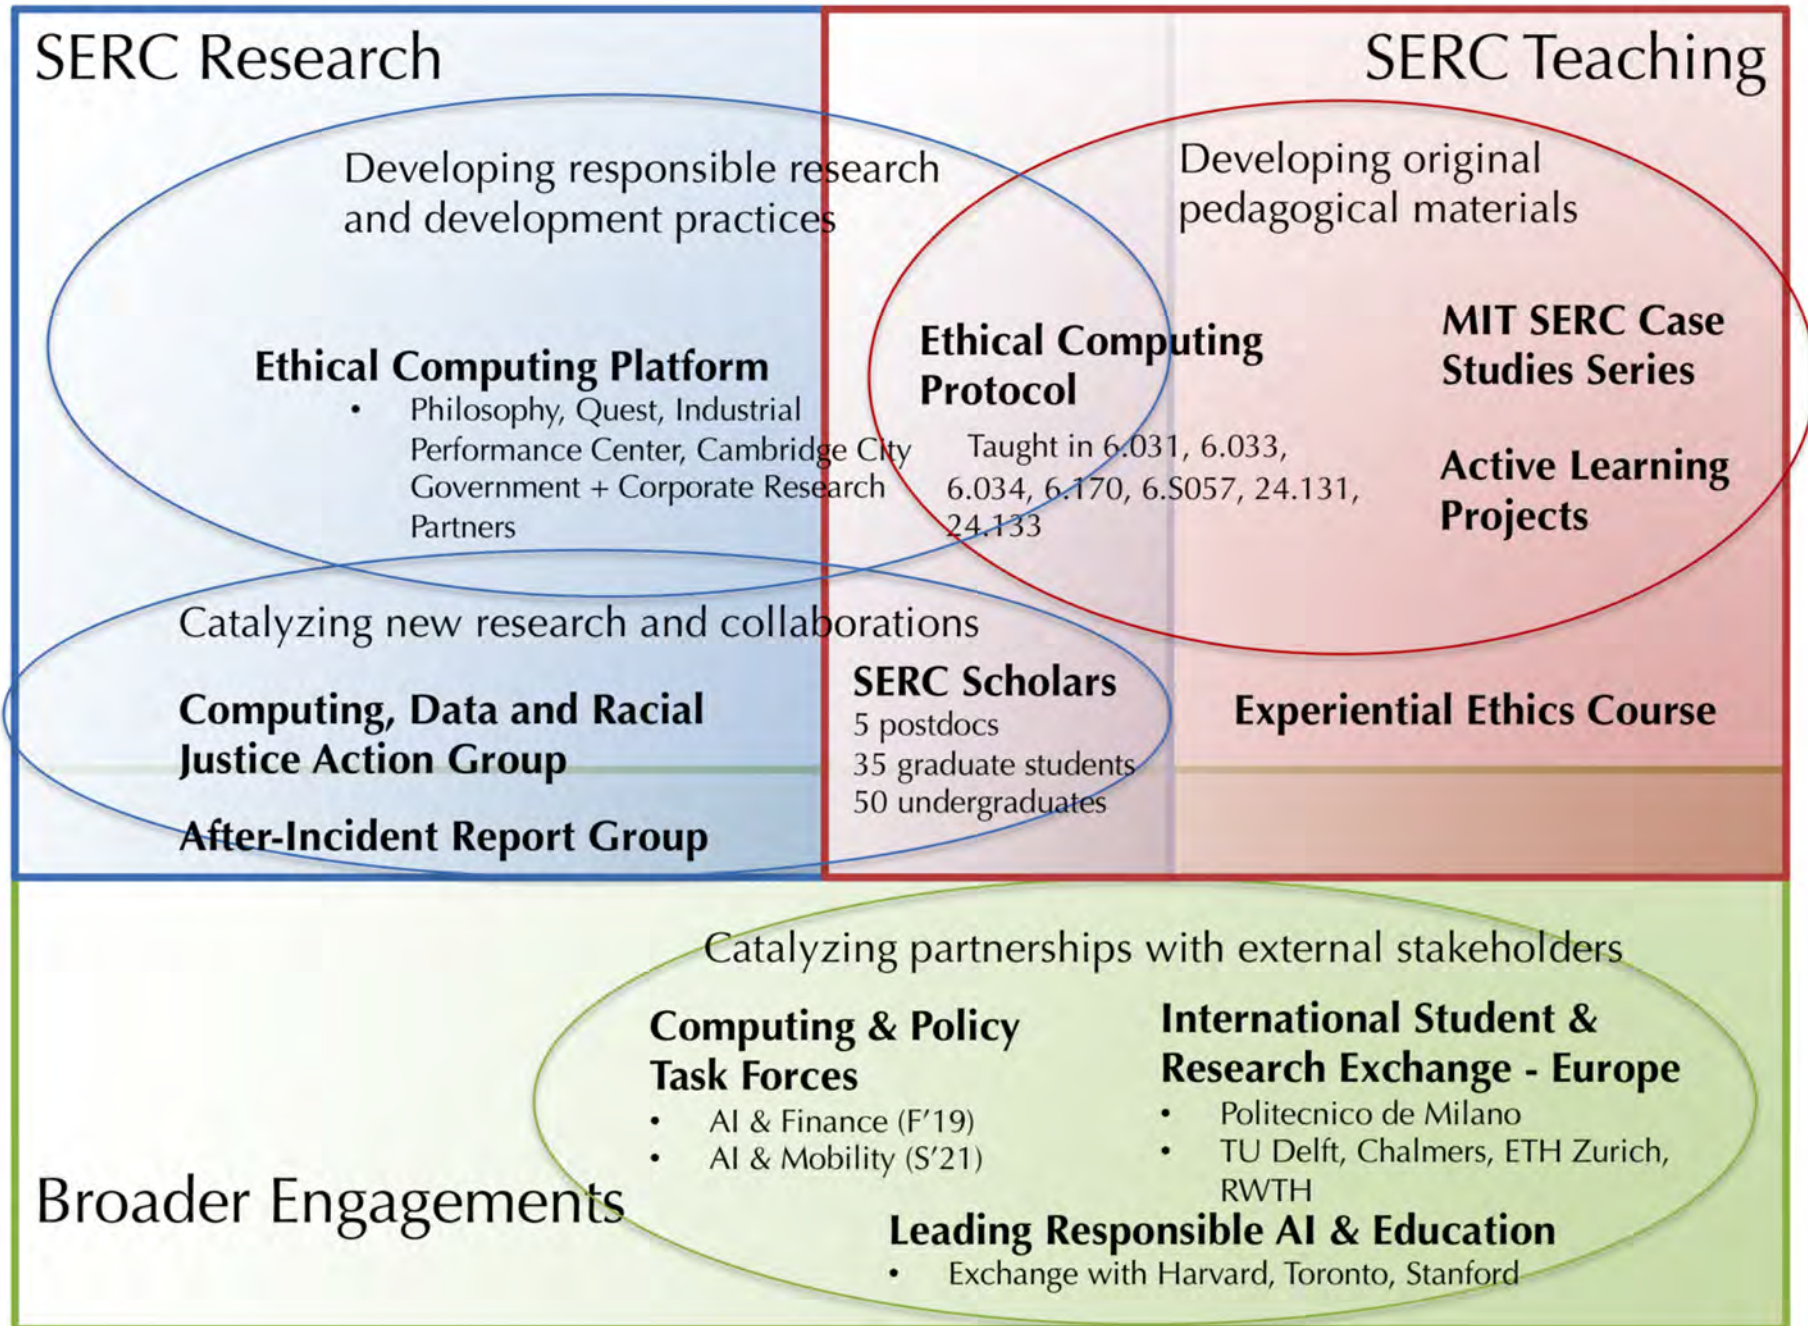 SERC Research
SERC Teaching
Developing responsible research
and development practices
Developing original
pedagogical materials
Ethical Computing Platform
• Philosophy, Quest, Industrial
Performance Center, Cambridge City
Government + Corporate Research
Partners
Ethical Computing
Protocol
Taught in 6.031, 6.033,
6.034, 6.170, 6.S057, 24.131,
24.133
MIT SERC Case
Studies Series
Active Learning
Projects
Catalyzing new research and collaborations
Computing, Data and Racial
Justice Action Group
After-Incident Report Group
SERC Scholars
5 postdocs
35 graduate students
50 undergraduates
Experiential Ethics Course
Broader Engagements
Catalyzing partnerships with external stakeholders
Computing & Policy
Task Forces
• AI & Finance (F'19)
• AI & Mobility (S'21)
International Student &
Research Exchange - Europe
• Politecnico de Milano
• TU Delft, Chalmers, ETH Zurich,
RWTH
Leading Responsible AI & Education
• Exchange with Harvard, Toronto, Stanford